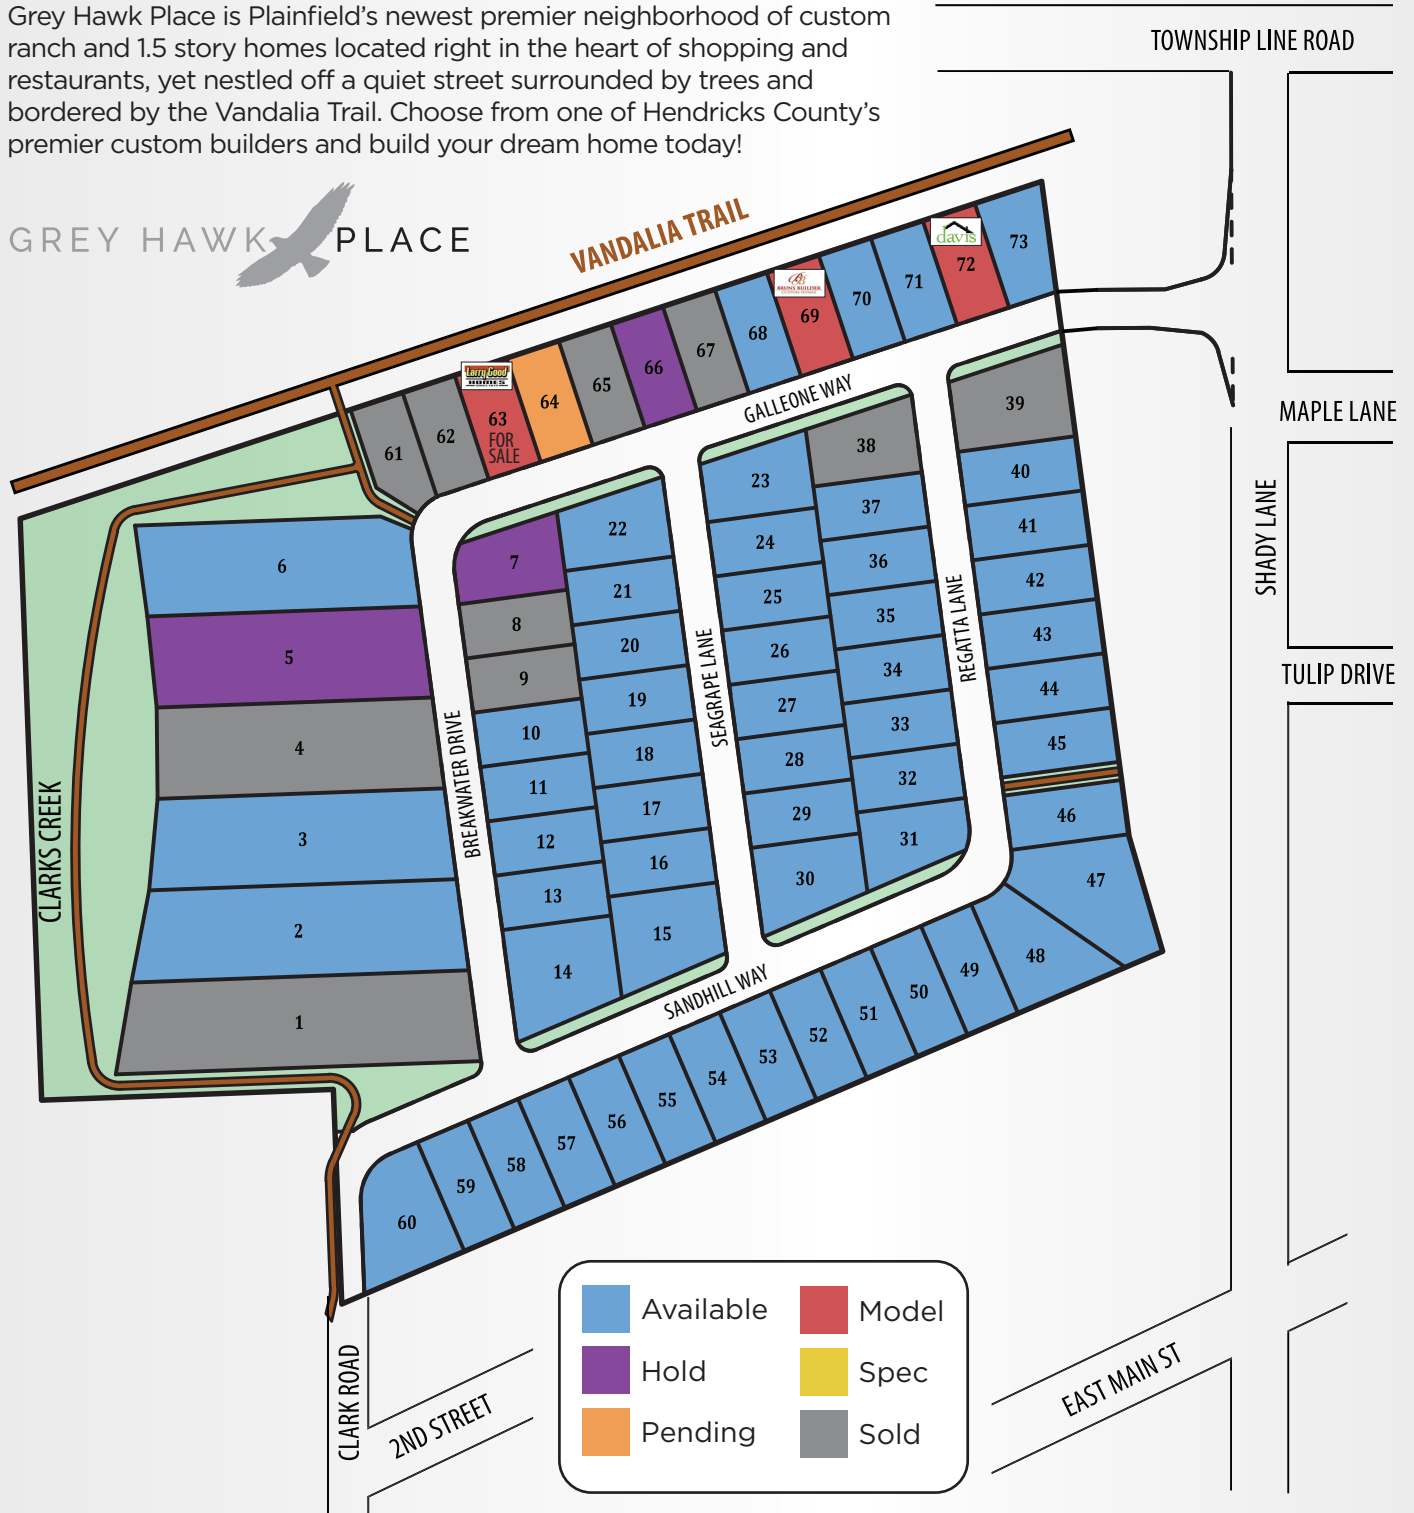 Grey Hawk Place is Plainfield’s newest premier neighborhood of custom
ranch and 1.5 story homes located right in the heart of shopping and
restaurants, yet nestled off a quiet street surrounded by trees and
bordered by the Vandalia Trail. Choose from one of Hendricks County’s
premier custom builders and build your dream home today!
TOWNSHIP LINE ROAD
GREY HAWK PLACE
VANDALIA TRAIL
davis
73
72
71
70
BRUNS BUILDER
69
68
67
66
65
64
Larry Good
HOMES
63
FOR
SALE
62
61
GALLEONE WAY
MAPLE LANE
SHADY LANE
TULIP DRIVE
6
5
4
3
2
1
CLARKS CREEK
BREAKWATER DRIVE
7
8
9
10
11
12
13
14
22
21
20
19
18
17
16
15
SEAGRAPE LANE
23
24
25
26
27
28
29
30
38
37
36
35
34
33
32
31
REGATTA LANE
39
40
41
42
43
44
45
46
47
48
49
50
51
52
53
54
55
56
57
58
59
60
SANDHILL WAY
CLARK ROAD
2ND STREET
EAST MAIN ST
Available
Model
Hold
Spec
Pending
Sold